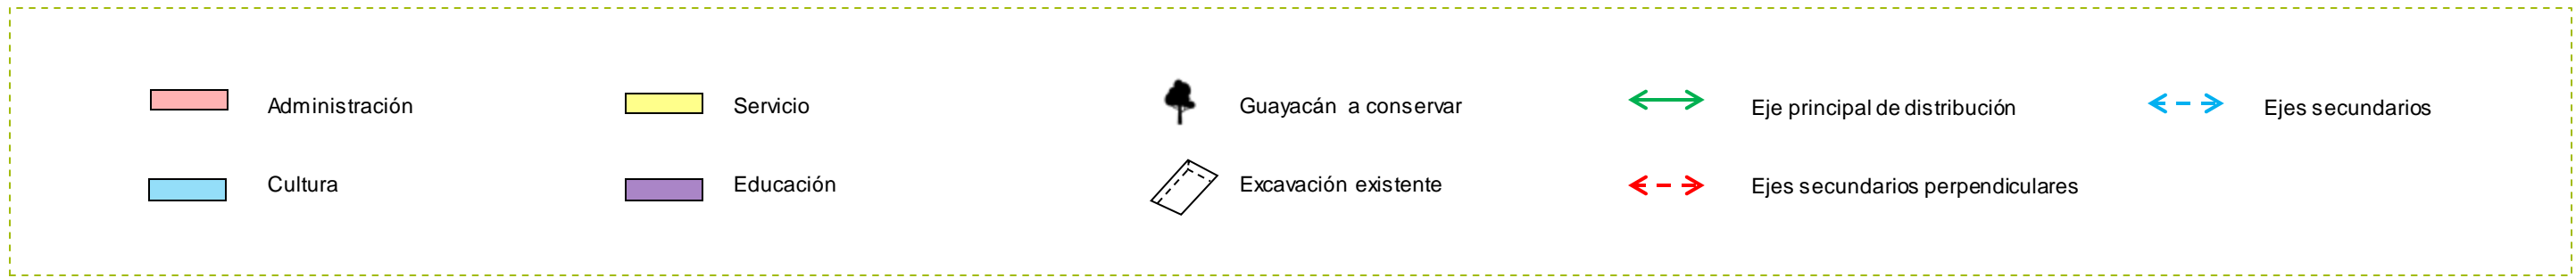 Administración
Servicio
Guayacán a conservar
Eje principal de distribución
Ejes secundarios
Cultura
Educación
Excavación existente
Ejes secundarios perpendiculares